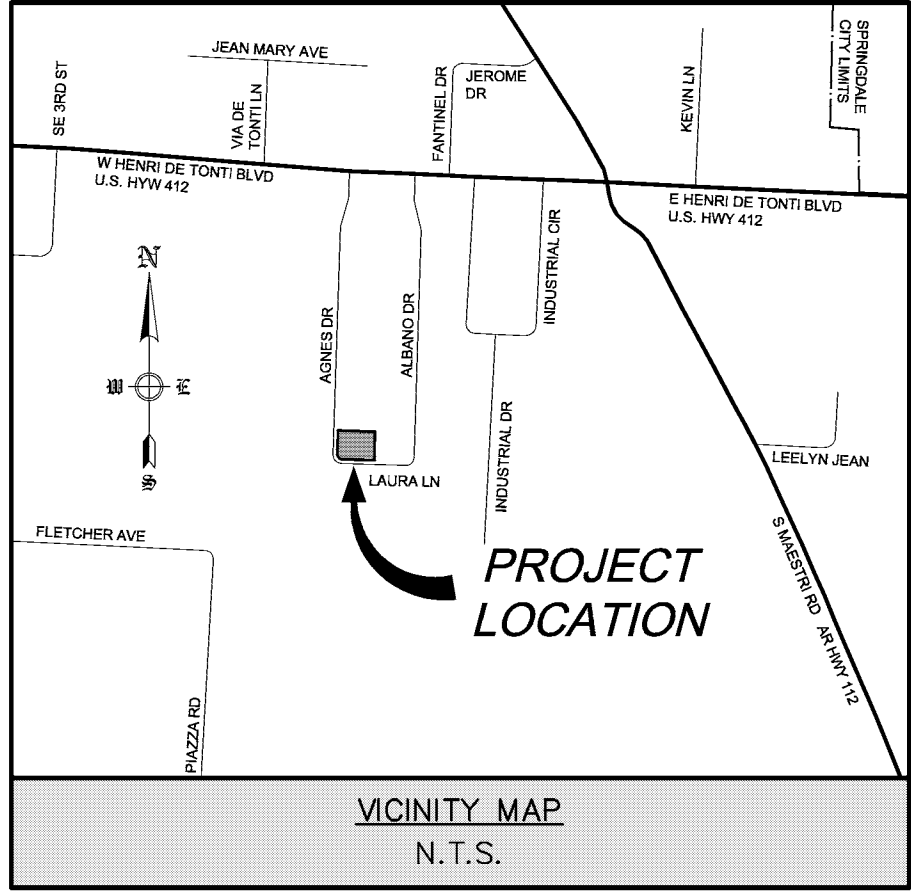 JEAN MARY AVE
SE 3RD ST
VIA DE
TONTI LN
FANTINEL DR
JEROME
DR
KEVIN LN
SPRINGDALE
CITY LIMITS
W HENRI DE TONTI BLVD
U.S. HYW 412
E HENRI DE TONTI BLVD
U.S. HWY 412
N
W
E
S
AGNES DR
ALBANO DR
INDUSTRIAL CIR
INDUSTRIAL DR
LAURA LN
LEELYN JEAN
FLETCHER AVE
PIAZZA RD
S MAESTRI RD AR HWY 112
PROJECT
LOCATION
VICINITY MAP
N.T.S.